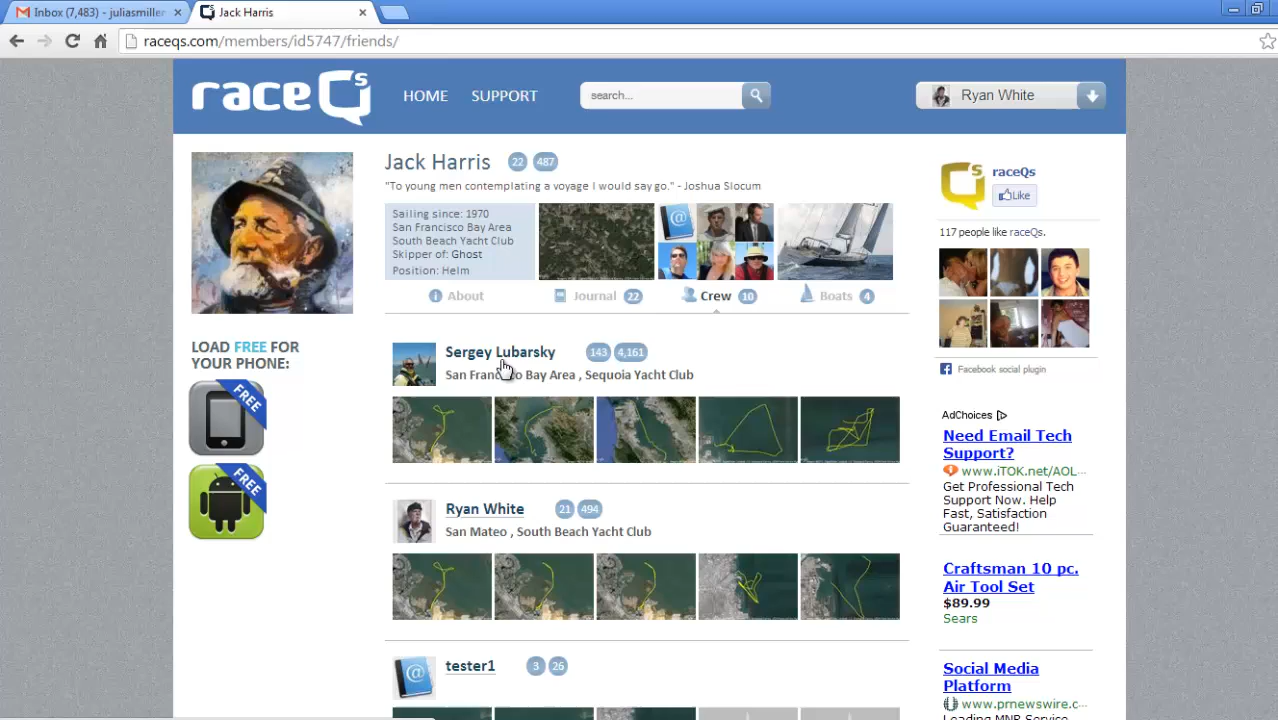 Inbox (7,483) - juliasmiller
Jack Harris
raceqs.com/members/id5747/friends/
raceQs
HOME
SUPPORT
search...
Ryan White
Jack Harris 22 487
"To young men contemplating a voyage I would say go." - Joshua Slocum
Sailing since: 1970
San Francisco Bay Area
South Beach Yacht Club
Skipper of: Ghost
Position: Helm
About
Journal 22
Crew 10
Boats 4
LOAD FREE FOR
YOUR PHONE:
FREE
FREE
Sergey Lubarsky 143 4,161
San Francisco Bay Area , Sequoia Yacht Club
Ryan White 21 494
San Mateo , South Beach Yacht Club
tester1 3 26
raceQs
Like
117 people like raceQs.
Facebook social plugin
AdChoices
Need Email Tech
Support?
www.iTOK.net/AOL...
Get Professional Tech
Support Now. Help
Fast, Satisfaction
Guaranteed!
Craftsman 10 pc.
Air Tool Set
$89.99
Sears
Social Media
Platform
www.prnewswire.c...
Leading MNR Service